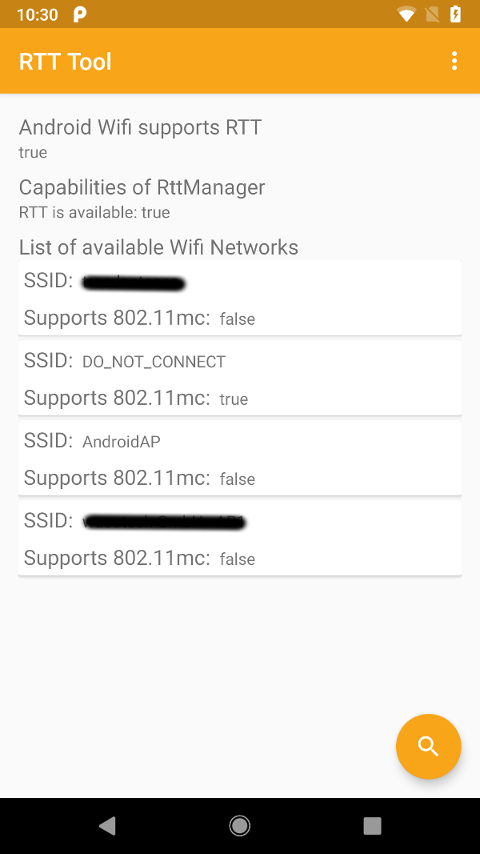 10:30
RTT Tool
Android Wifi supports RTT
true
Capabilities of RttManager
RTT is available: true
List of available Wifi Networks
SSID:
Supports 802.11mc: false
SSID: DO_NOT_CONNECT
Supports 802.11mc: true
SSID: AndroidAP
Supports 802.11mc: false
SSID:
Supports 802.11mc: false